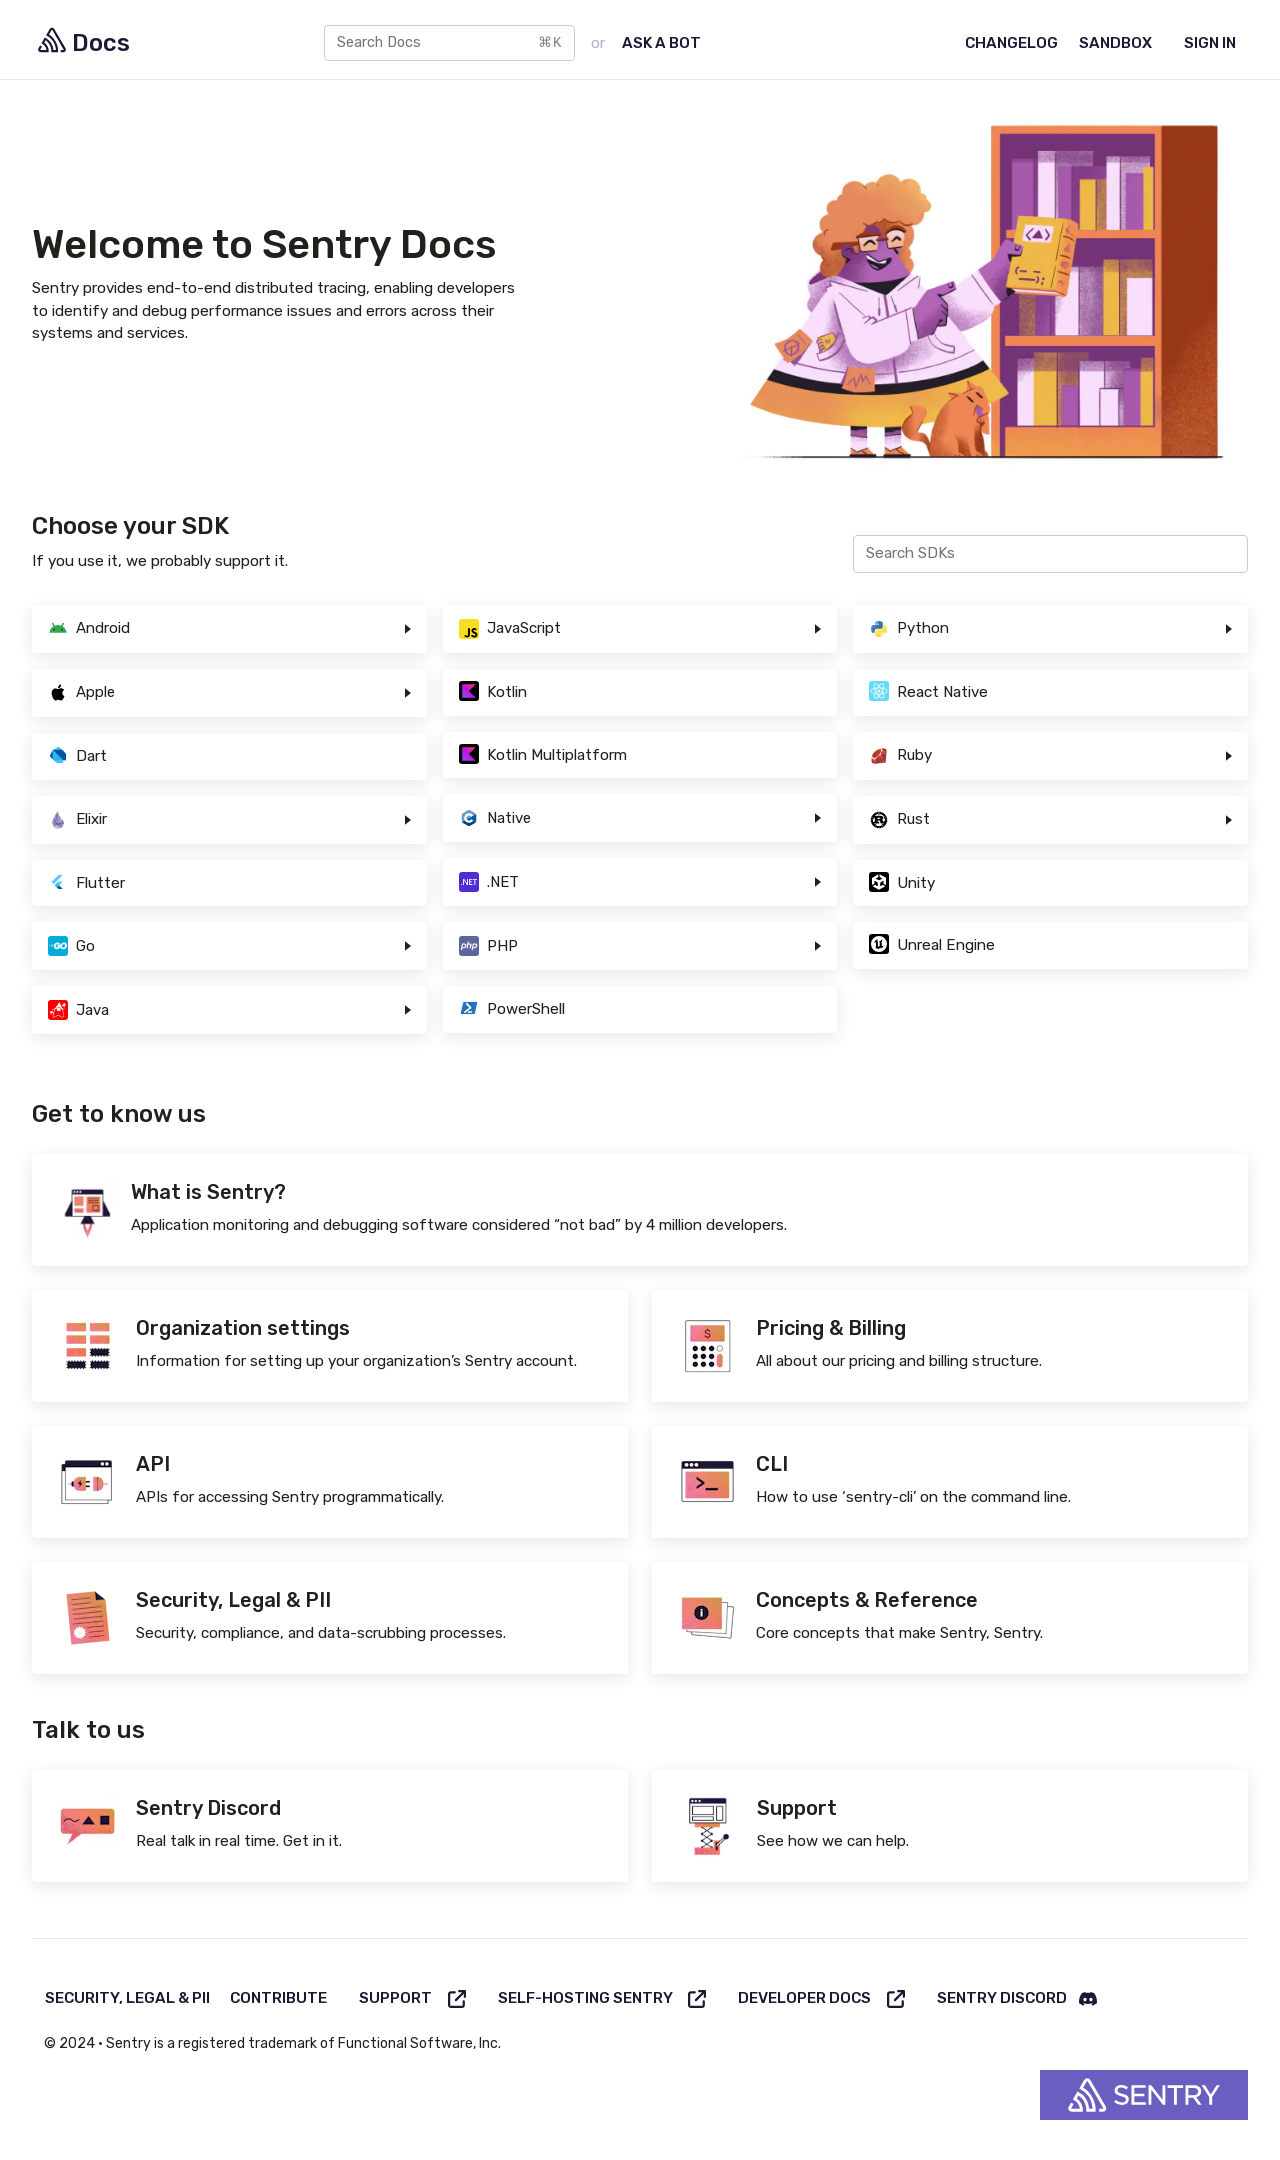 Docs
Search Docs ⌘K or ASK A BOT
CHANGELOG SANDBOX SIGN IN
Welcome to Sentry Docs
Sentry provides end-to-end distributed tracing, enabling developers
to identify and debug performance issues and errors across their
systems and services.
Choose your SDK
If you use it, we probably support it.
Search SDKs
Android
Apple
Dart
Elixir
Flutter
GO Go
Java
JS JavaScript
Kotlin
Kotlin Multiplatform
C Native
.NET .NET
php PHP
PowerShell
Python
React Native
Ruby
Rust
Unity
Unreal Engine
Get to know us
What is Sentry?
Application monitoring and debugging software considered “not bad” by 4 million developers.
Organization settings
Information for setting up your organization’s Sentry account.
$
Pricing & Billing
All about our pricing and billing structure.
API
APIs for accessing Sentry programmatically.
>_
CLI
How to use ‘sentry-cli’ on the command line.
Security, Legal & PII
Security, compliance, and data-scrubbing processes.
i
Concepts & Reference
Core concepts that make Sentry, Sentry.
Talk to us
Sentry Discord
Real talk in real time. Get in it.
Support
See how we can help.
SECURITY, LEGAL & PII CONTRIBUTE SUPPORT SELF-HOSTING SENTRY DEVELOPER DOCS SENTRY DISCORD
© 2024 • Sentry is a registered trademark of Functional Software, Inc.
SENTRY